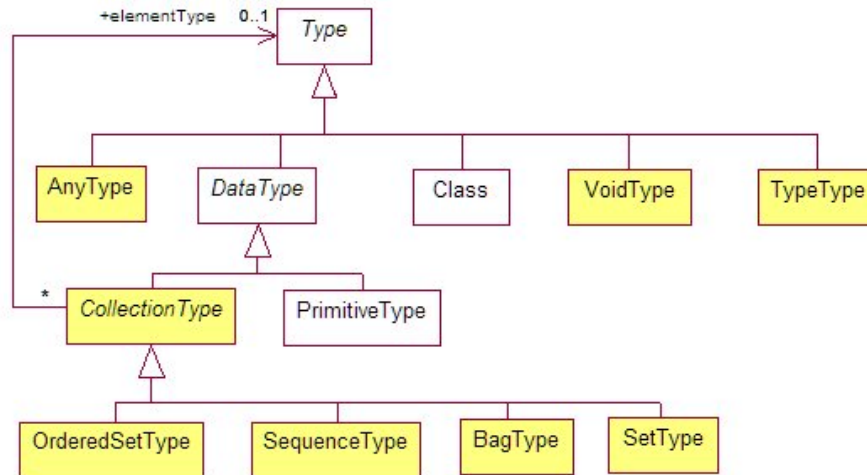 +elementType 0..1
Type
AnyType DataType Class VoidType TypeType
*
CollectionType PrimitiveType
OrderedSetType SequenceType BagType SetType